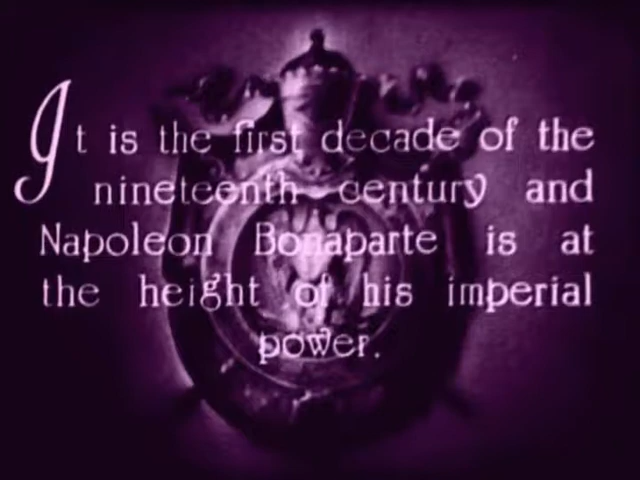 It is the first decade of the
nineteenth century and
Napoleon Bonaparte is at
the height of his imperial
power.